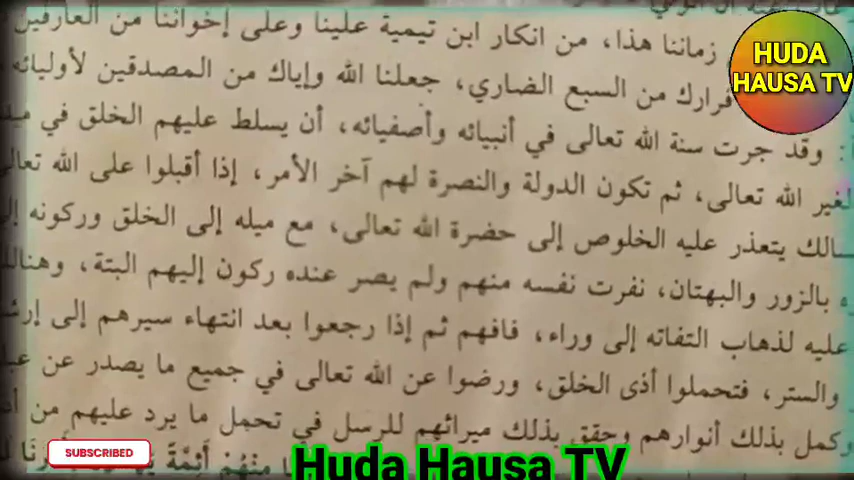 زماننا هذا، من انكار ابن تيمية علينا وعلى إخواننا من العارفين
فرارك من السبع الضاري، جعلنا الله وإياك من المصدقين لأوليائه
: وقد جرت سنة الله تعالى في أنبيائه وأصفيائه، أن يسلط عليهم الخلق في
لغير الله تعالى، ثم تكون الدولة والنصرة لهم آخر الأمر، إذا أقبلوا على الله تعالى
يتعذر عليه الخلوص إلى حضرة الله تعالى، مع ميله إلى الخلق وركونه
بالزور والبهتان، نفرت نفسه منهم ولم يصر عنده ركون إليهم البتة،
عليه لذهاب التفاته إلى وراء، فافهم ثم إذا رجعوا بعد انتهاء سيرهم إلى
والستر، فتحملوا أذى الخلق، ورضوا عن الله تعالى في جميع ما يصدر عن
وكمل بذلك أنوارهم وحقق بذلك ميراثهم للرسل في تحمل ما يرد عليهم من
منهم أئمة
HUDA
HAUSA TV
SUBSCRIBED
Huda Hausa TV